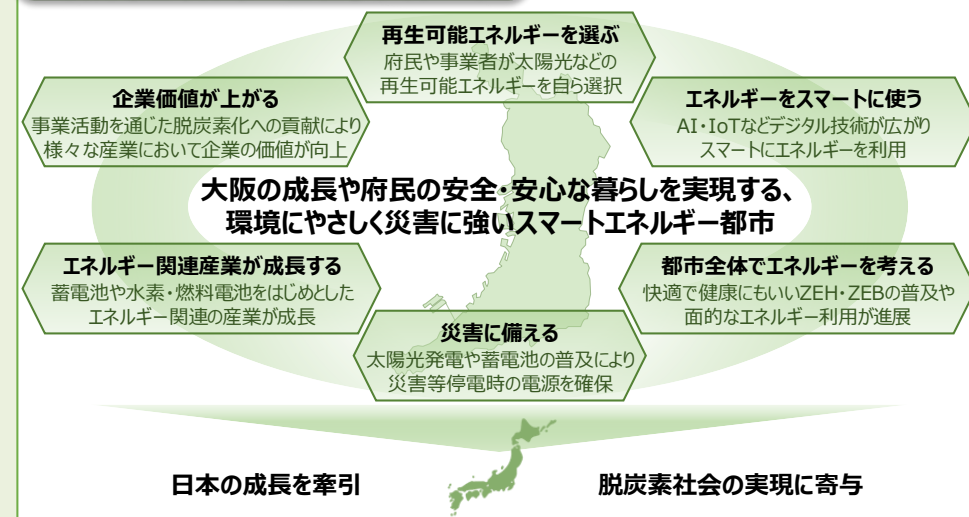 再生可能エネルギーを選ぶ
府民や事業者が太陽光などの
再生可能エネルギーを自ら選択
企業価値が上がる
事業活動を通じた脱炭素化への貢献により
様々な産業において企業の価値が向上
エネルギーをスマートに使う
AI・IoTなどデジタル技術が広がり
スマートにエネルギーを利用
大阪の成長や府民の安全・安心な暮らしを実現する、
環境にやさしく災害に強いスマートエネルギー都市
エネルギー関連産業が成長する
蓄電池や水素・燃料電池をはじめとした
エネルギー関連の産業が成長
都市全体でエネルギーを考える
快適で健康にもいいZEH・ZEBの普及や
面的なエネルギー利用が進展
災害に備える
太陽光発電や蓄電池の普及により
災害等停電時の電源を確保
日本の成長を牽引
脱炭素社会の実現に寄与